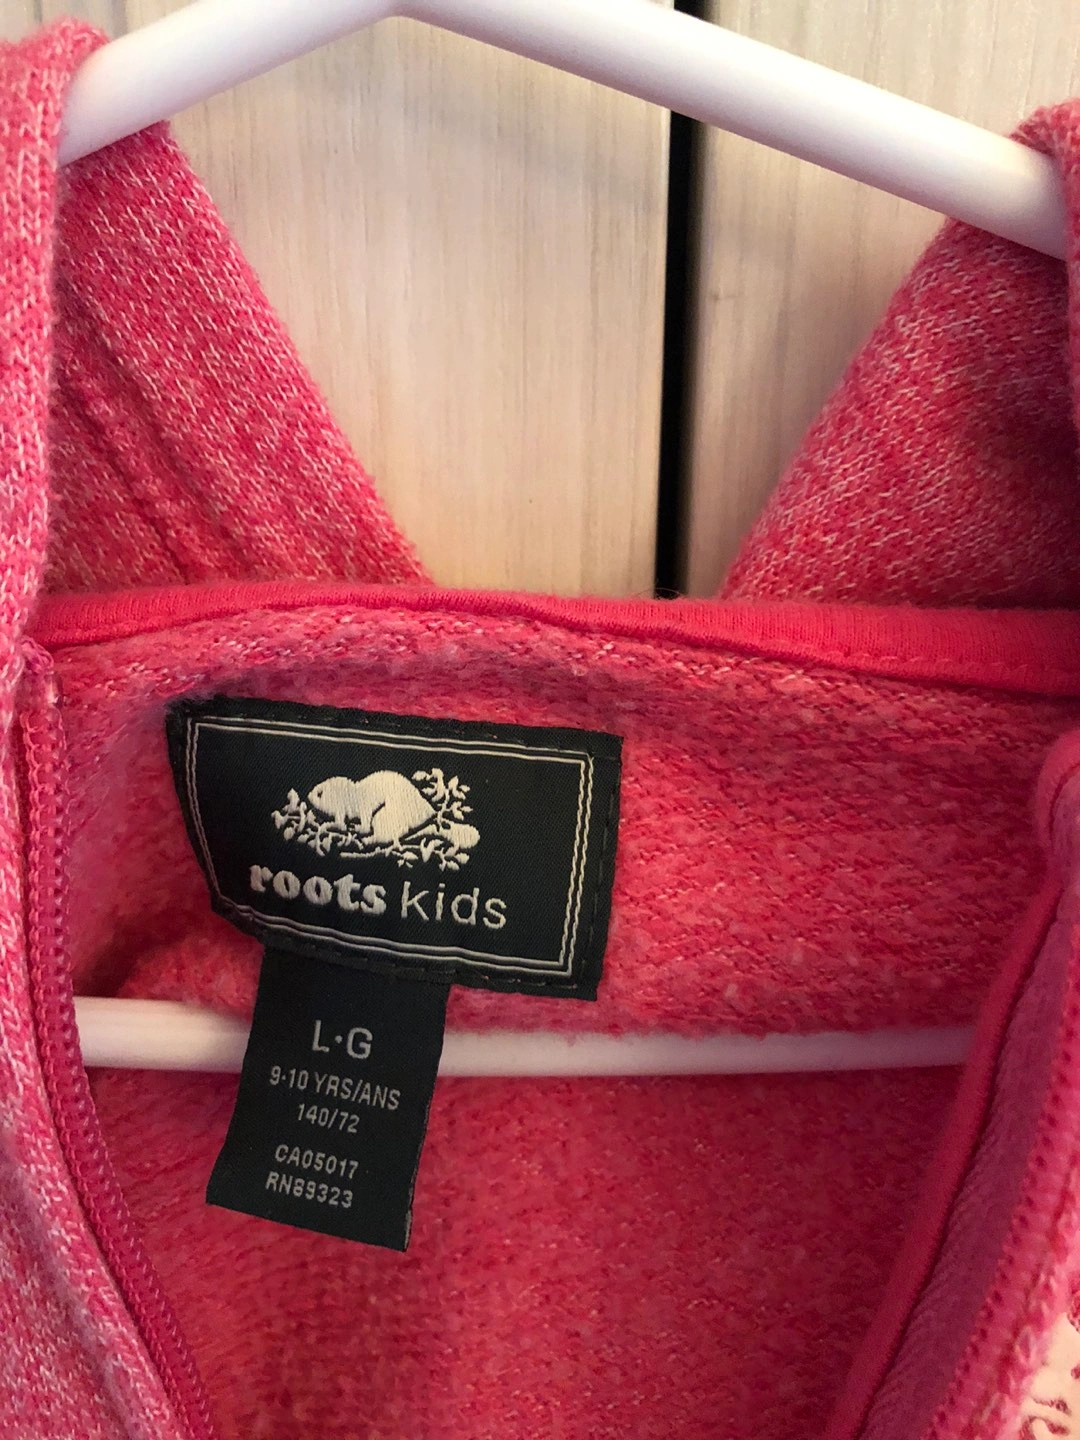 roots kids
L·G
9-10 YRS/ANS
140/72
CA05017
RN89323